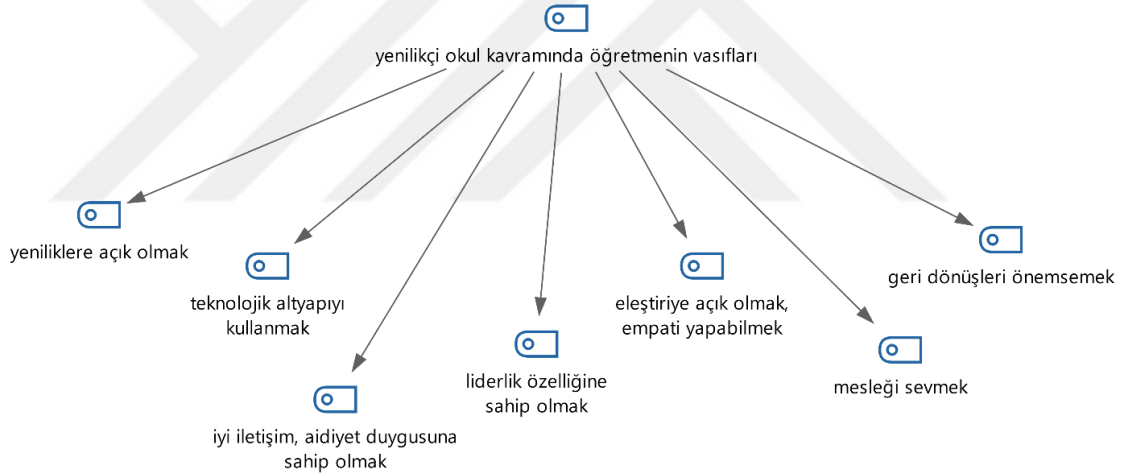 yenilikçi okul kavramında öğretmenin vasıfları
yeniliklere açık olmak
teknolojik altyapıyı
kullanmak
iyi iletişim, aidiyet duygusuna
sahip olmak
liderlik özelliğine
sahip olmak
eleştiriye açık olmak,
empati yapabilmek
mesleği sevmek
geri dönüşleri önemsemek